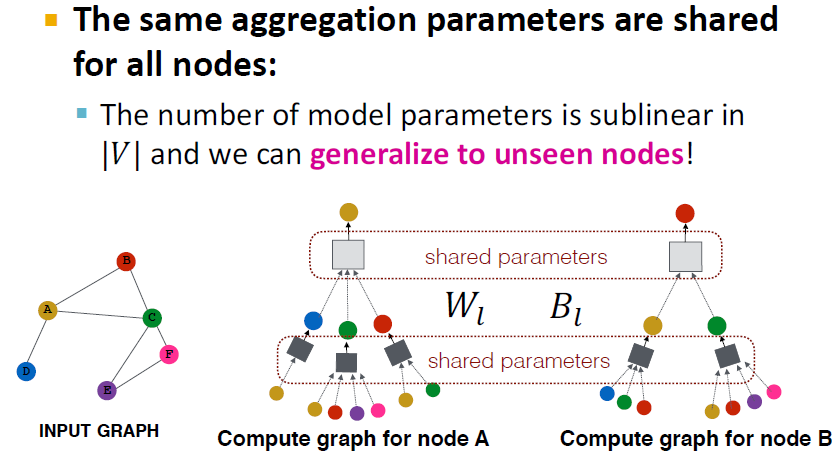 The same aggregation parameters are shared
for all nodes:
The number of model parameters is sublinear in
|V| and we can generalize to unseen nodes!
shared parameters
W_l B_l
shared parameters
B
A
C
F
D
E
INPUT GRAPH
Compute graph for node A
Compute graph for node B